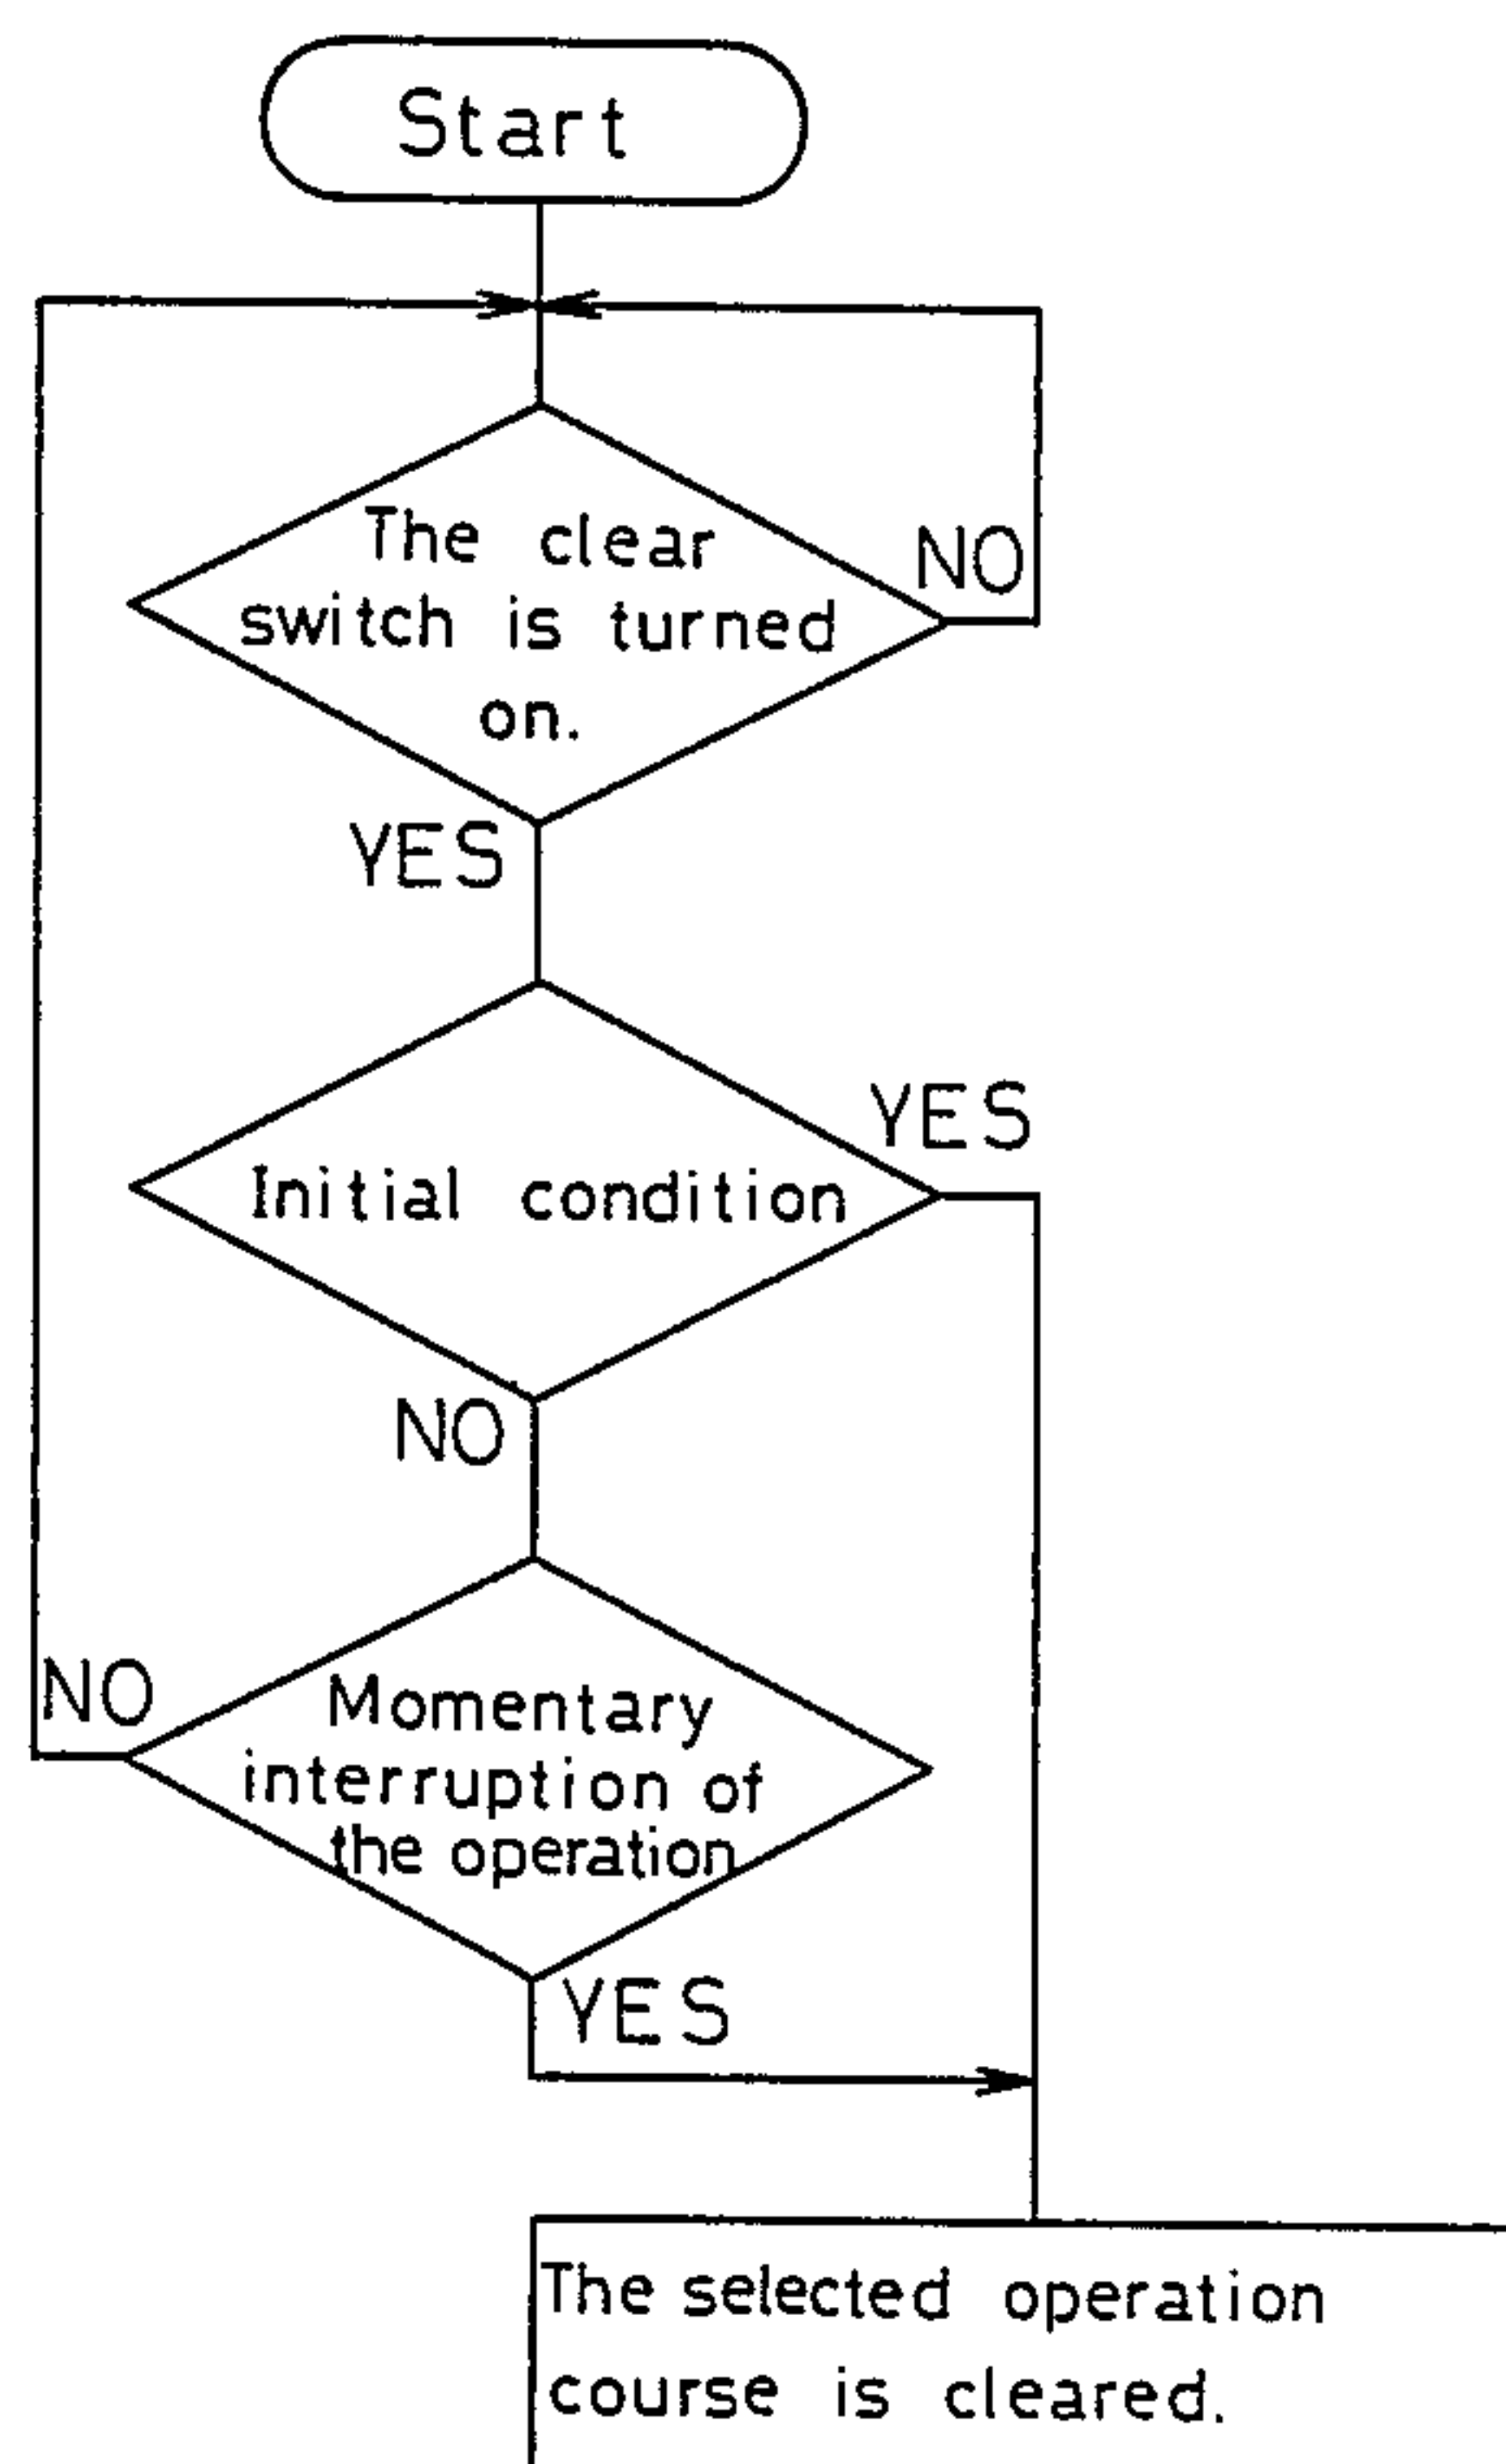 Start
The clear
switch is turned
on.
NO
YES
Initial condition
YES
NO
Momentary
interruption of
the operation
NO
YES
The selected operation
course is cleared.